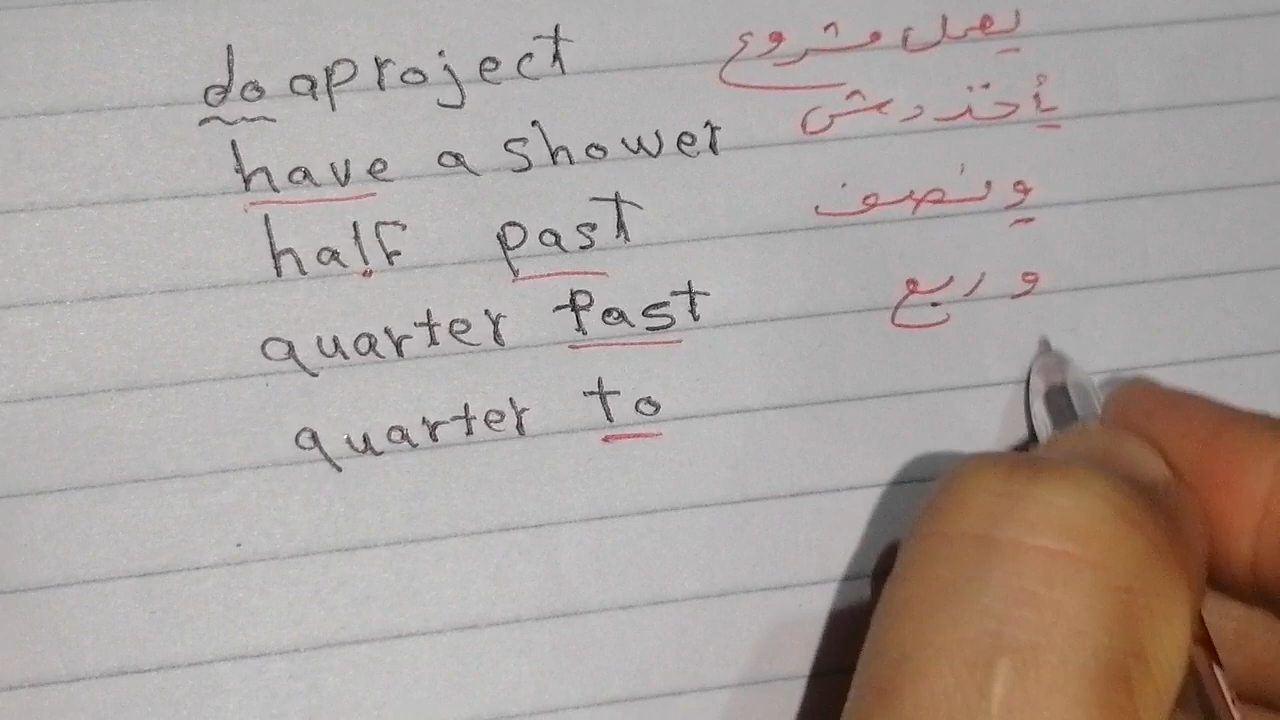 do a project يعمل مشروع
have a shower يأخذ دش
half past ونصف
quarter past وربع
quarter to